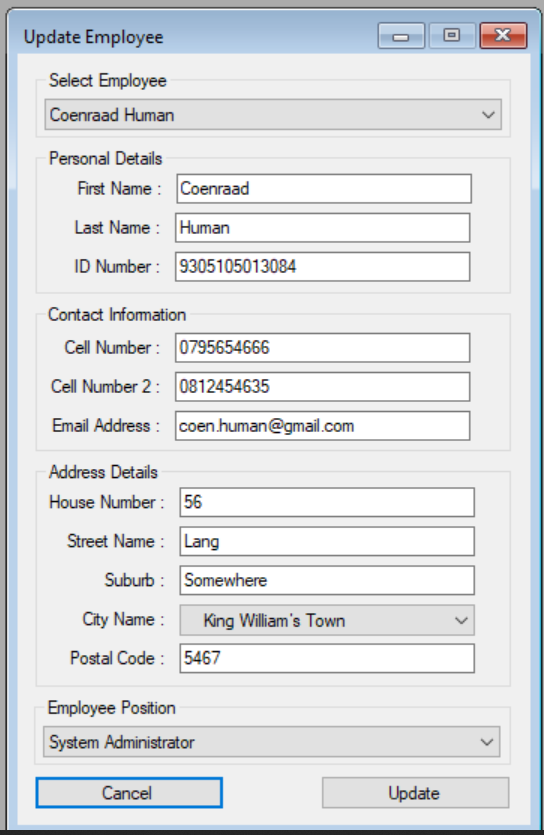 Update Employee
Select Employee
Coenraad Human
Personal Details
First Name : Coenraad
Last Name : Human
ID Number : 9305105013084
Contact Information
Cell Number : 0795654666
Cell Number 2 : 0812454635
Email Address : coen.human@gmail.com
Address Details
House Number : 56
Street Name : Lang
Suburb : Somewhere
City Name : King William's Town
Postal Code : 5467
Employee Position
System Administrator
Cancel Update